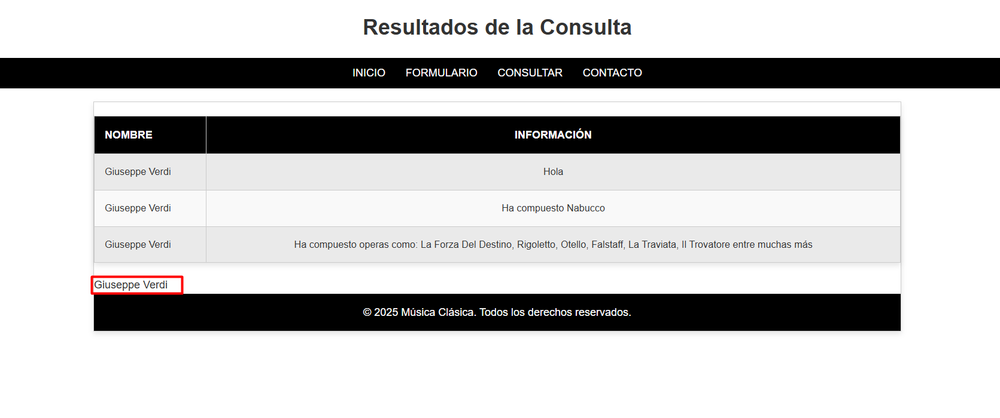 Resultados de la Consulta
INICIO FORMULARIO CONSULTAR CONTACTO
NOMBRE INFORMACIÓN
Giuseppe Verdi Hola
Giuseppe Verdi Ha compuesto Nabucco
Giuseppe Verdi Ha compuesto operas como: La Forza Del Destino, Rigoletto, Otello, Falstaff, La Traviata, Il Trovatore entre muchas más
Giuseppe Verdi
© 2025 Música Clásica. Todos los derechos reservados.